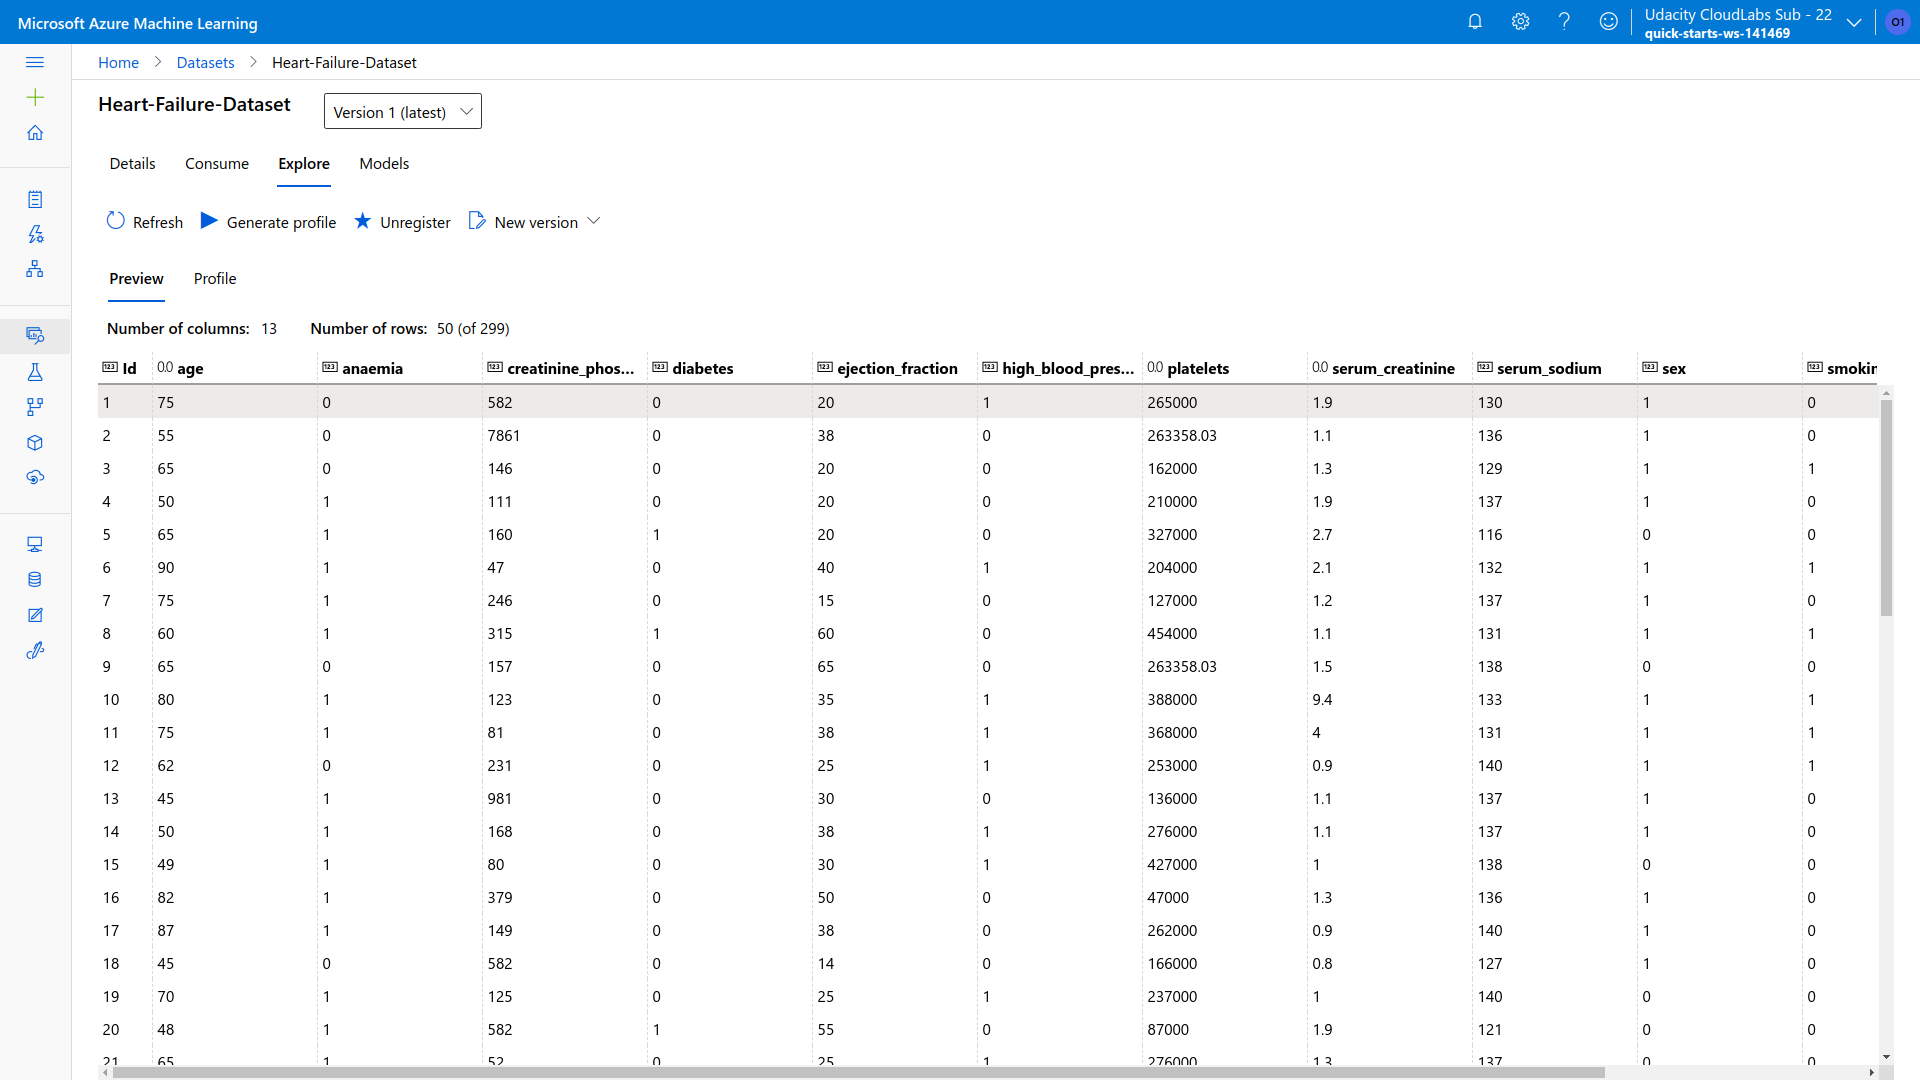 Microsoft Azure Machine Learning
Udacity CloudLabs Sub - 22
quick-starts-ws-141469
O1
Home > Datasets > Heart-Failure-Dataset
Heart-Failure-Dataset
Version 1 (latest)
Details Consume Explore Models
Refresh Generate profile Unregister New version
Preview Profile
Number of columns: 13 Number of rows: 50 (of 299)
Id age anaemia creatinine_phos... diabetes ejection_fraction high_blood_pres... platelets serum_creatinine serum_sodium sex smokin
1 75 0 582 0 20 1 265000 1.9 130 1 0
2 55 0 7861 0 38 0 263358.03 1.1 136 1 0
3 65 0 146 0 20 0 162000 1.3 129 1 1
4 50 1 111 0 20 0 210000 1.9 137 1 0
5 65 1 160 1 20 0 327000 2.7 116 0 0
6 90 1 47 0 40 1 204000 2.1 132 1 1
7 75 1 246 0 15 0 127000 1.2 137 1 0
8 60 1 315 1 60 0 454000 1.1 131 1 1
9 65 0 157 0 65 0 263358.03 1.5 138 0 0
10 80 1 123 0 35 1 388000 9.4 133 1 1
11 75 1 81 0 38 1 368000 4 131 1 1
12 62 0 231 0 25 1 253000 0.9 140 1 1
13 45 1 981 0 30 0 136000 1.1 137 1 0
14 50 1 168 0 38 1 276000 1.1 137 1 0
15 49 1 80 0 30 1 427000 1 138 0 0
16 82 1 379 0 50 0 47000 1.3 136 1 0
17 87 1 149 0 38 0 262000 0.9 140 1 0
18 45 0 582 0 14 0 166000 0.8 127 1 0
19 70 1 125 0 25 1 237000 1 140 0 0
20 48 1 582 1 55 0 87000 1.9 121 0 0
21 65 1 52 0 25 1 276000 1.3 137 0 0